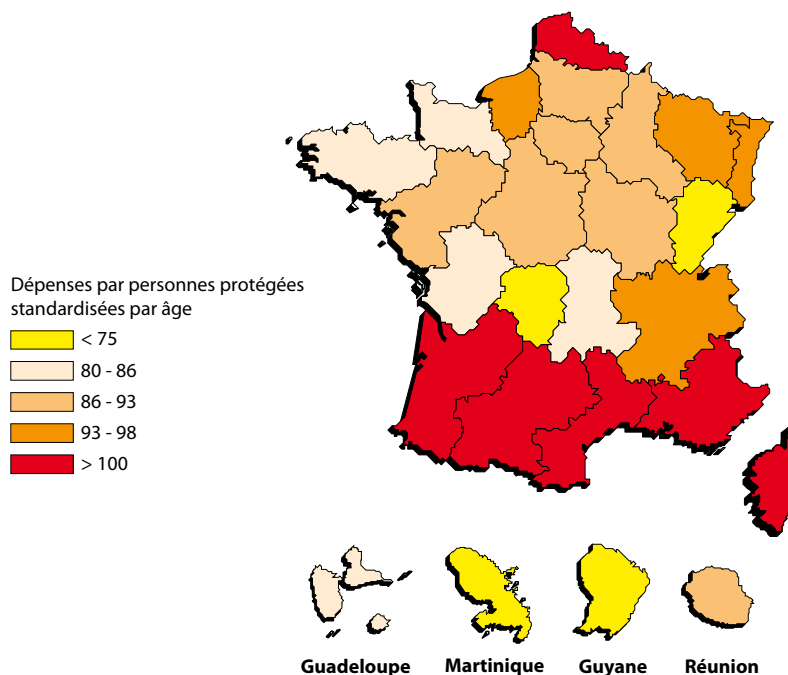 Dépenses par personnes protégées
standardisées par âge
< 75
80 - 86
86 - 93
93 - 98
> 100
Guadeloupe Martinique Guyane Réunion